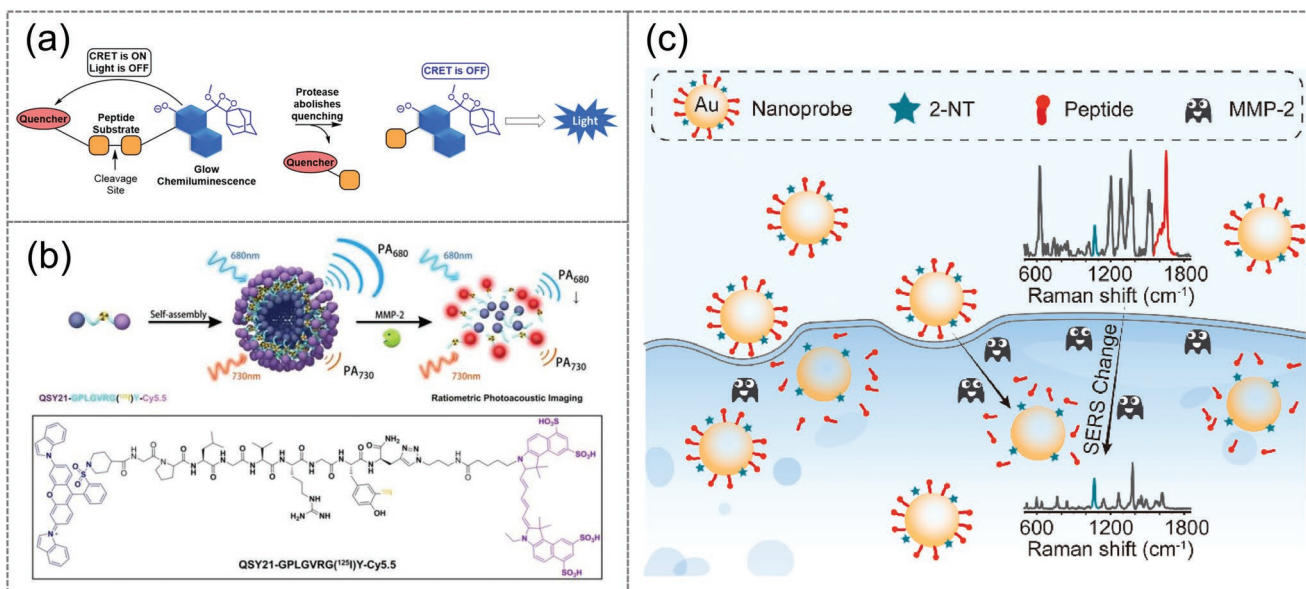 (a)
CRET is ON
Light is OFF
Quencher
Peptide
Substrate
Cleavage
Site
Glow
Chemiluminescence
O
⊖
O
O
O
Protease
abolishes
quenching
Quencher
CRET is OFF
O
⊖
O
O
O
Light
(b)
680nm
PA680
680nm
PA680
↓
Self-assembly
MMP-2
730nm
PA730
730nm
PA730
QSY21-GPLGVRG(125I)Y-Cy5.5
Ratiometric Photoacoustic Imaging
QSY21-GPLGVRG(125I)Y-Cy5.5
(c)
Au
Nanoprobe
2-NT
Peptide
MMP-2
600 1200 1800
Raman shift (cm-1)
SERS Change
600 1200 1800
Raman shift (cm-1)